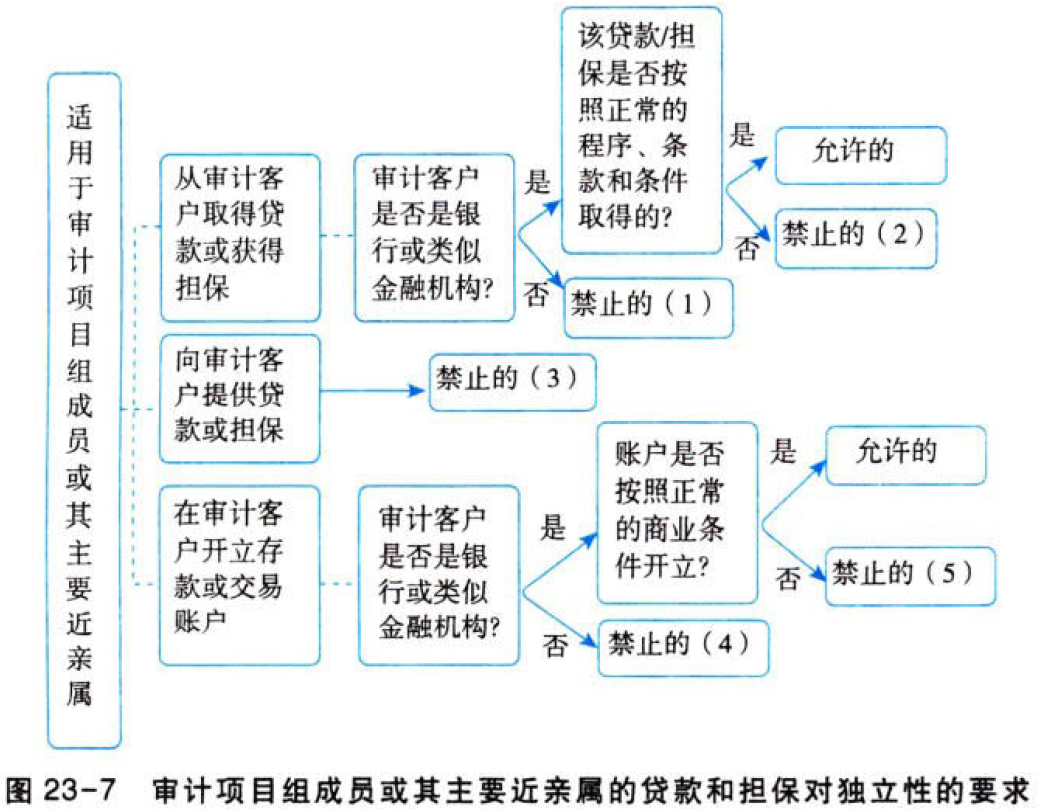 适用于审计项目组成员或其主要近亲属
从审计客
户取得贷
款或获得
担保
审计客户
是否是银
行或类似
金融机构?
是
否
该贷款/担
保是否按
照正常的
程序、条
款和条件
取得的?
是
否
允许的
禁止的（2）
禁止的（1）
向审计客
户提供贷
款或担保
禁止的（3）
在审计客
户开立存
款或交易
账户
审计客户
是否是银
行或类似
金融机构?
是
否
账户是否
按照正常
的商业条
件开立?
是
否
允许的
禁止的（5）
禁止的（4）
图 23-7 审计项目组成员或其主要近亲属的贷款和担保对独立性的要求